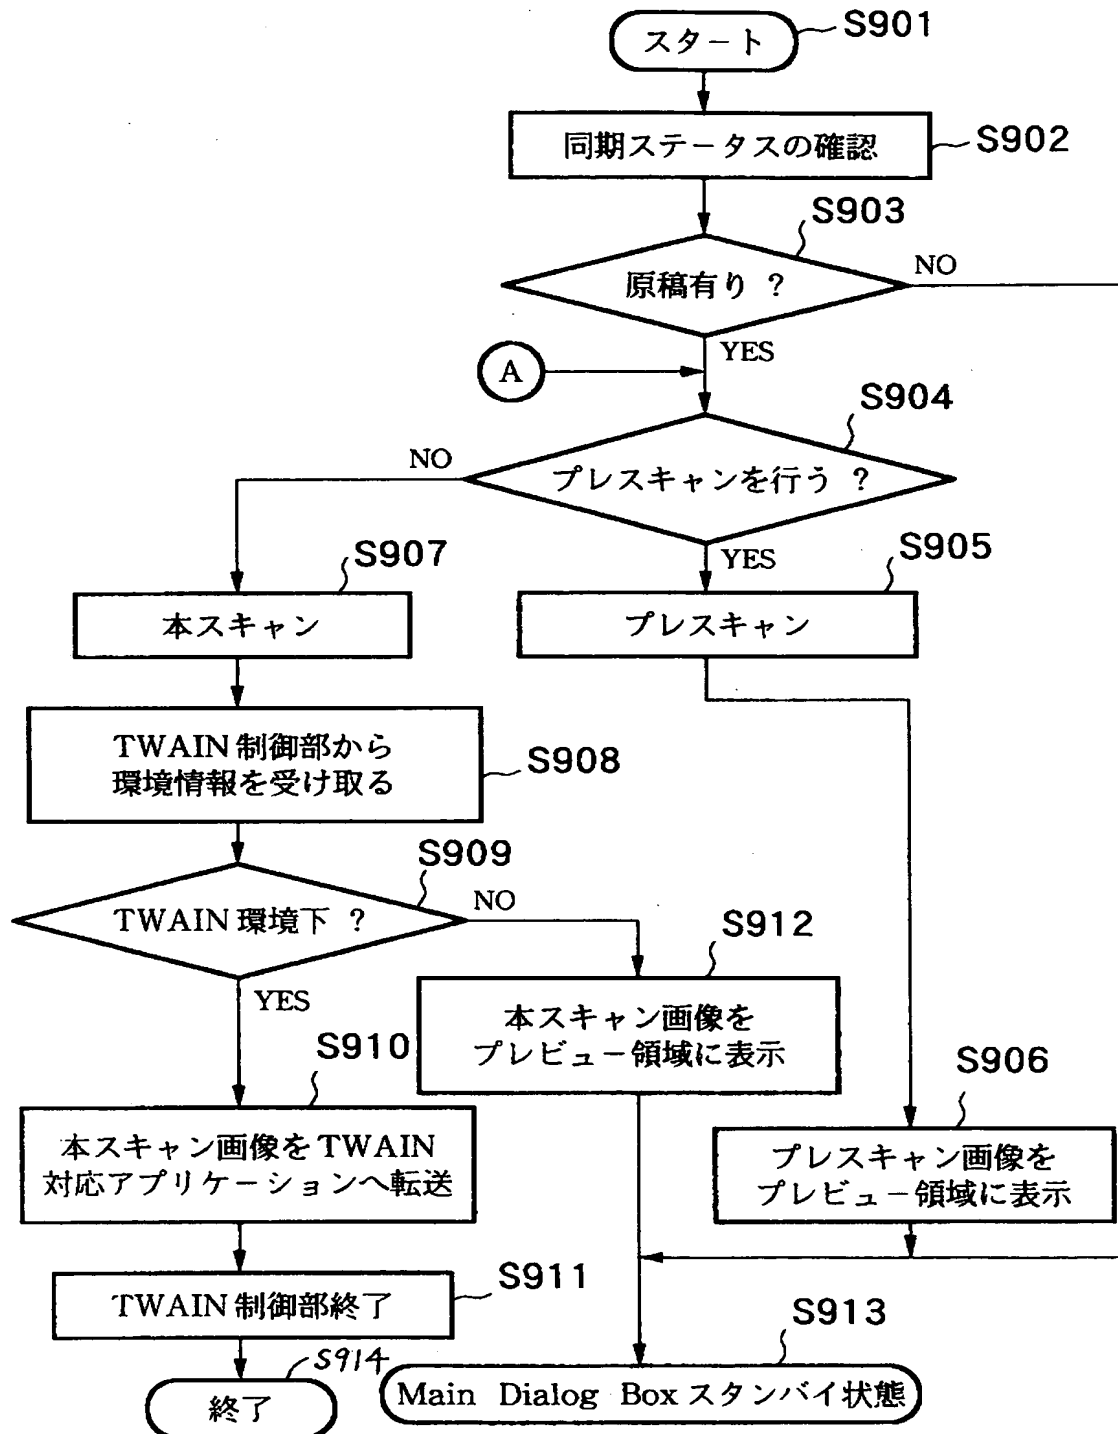 スタート
S901
同期ステータスの確認
S902
S903
原稿有り ?
NO
YES
A
S904
NO
プレスキャンを行う ?
YES
S905
S907
本スキャン
プレスキャン
TWAIN 制御部から
環境情報を受け取る
S908
S909
TWAIN 環境下 ?
NO
YES
S912
本スキャン画像を
プレビュー領域に表示
S910
本スキャン画像を TWAIN
対応アプリケーションへ転送
S906
プレスキャン画像を
プレビュー領域に表示
S911
TWAIN 制御部終了
S914
終了
S913
Main Dialog Box スタンバイ状態